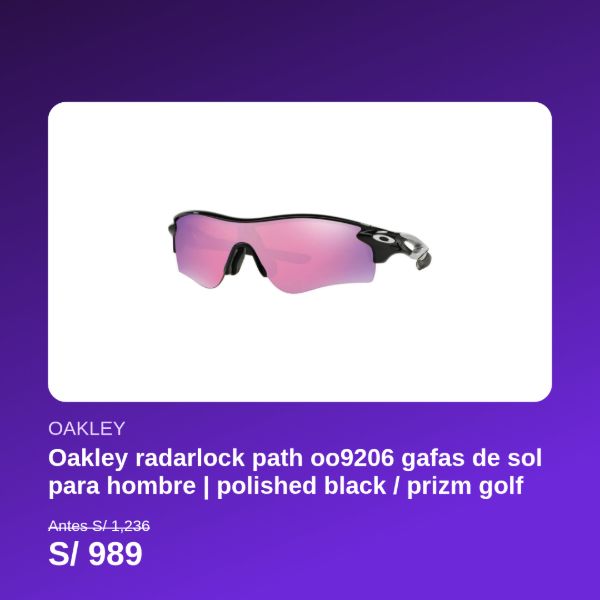 OAKLEY
Oakley radarlock path oo9206 gafas de sol
para hombre | polished black / prizm golf
Antes S/ 1,236
S/ 989